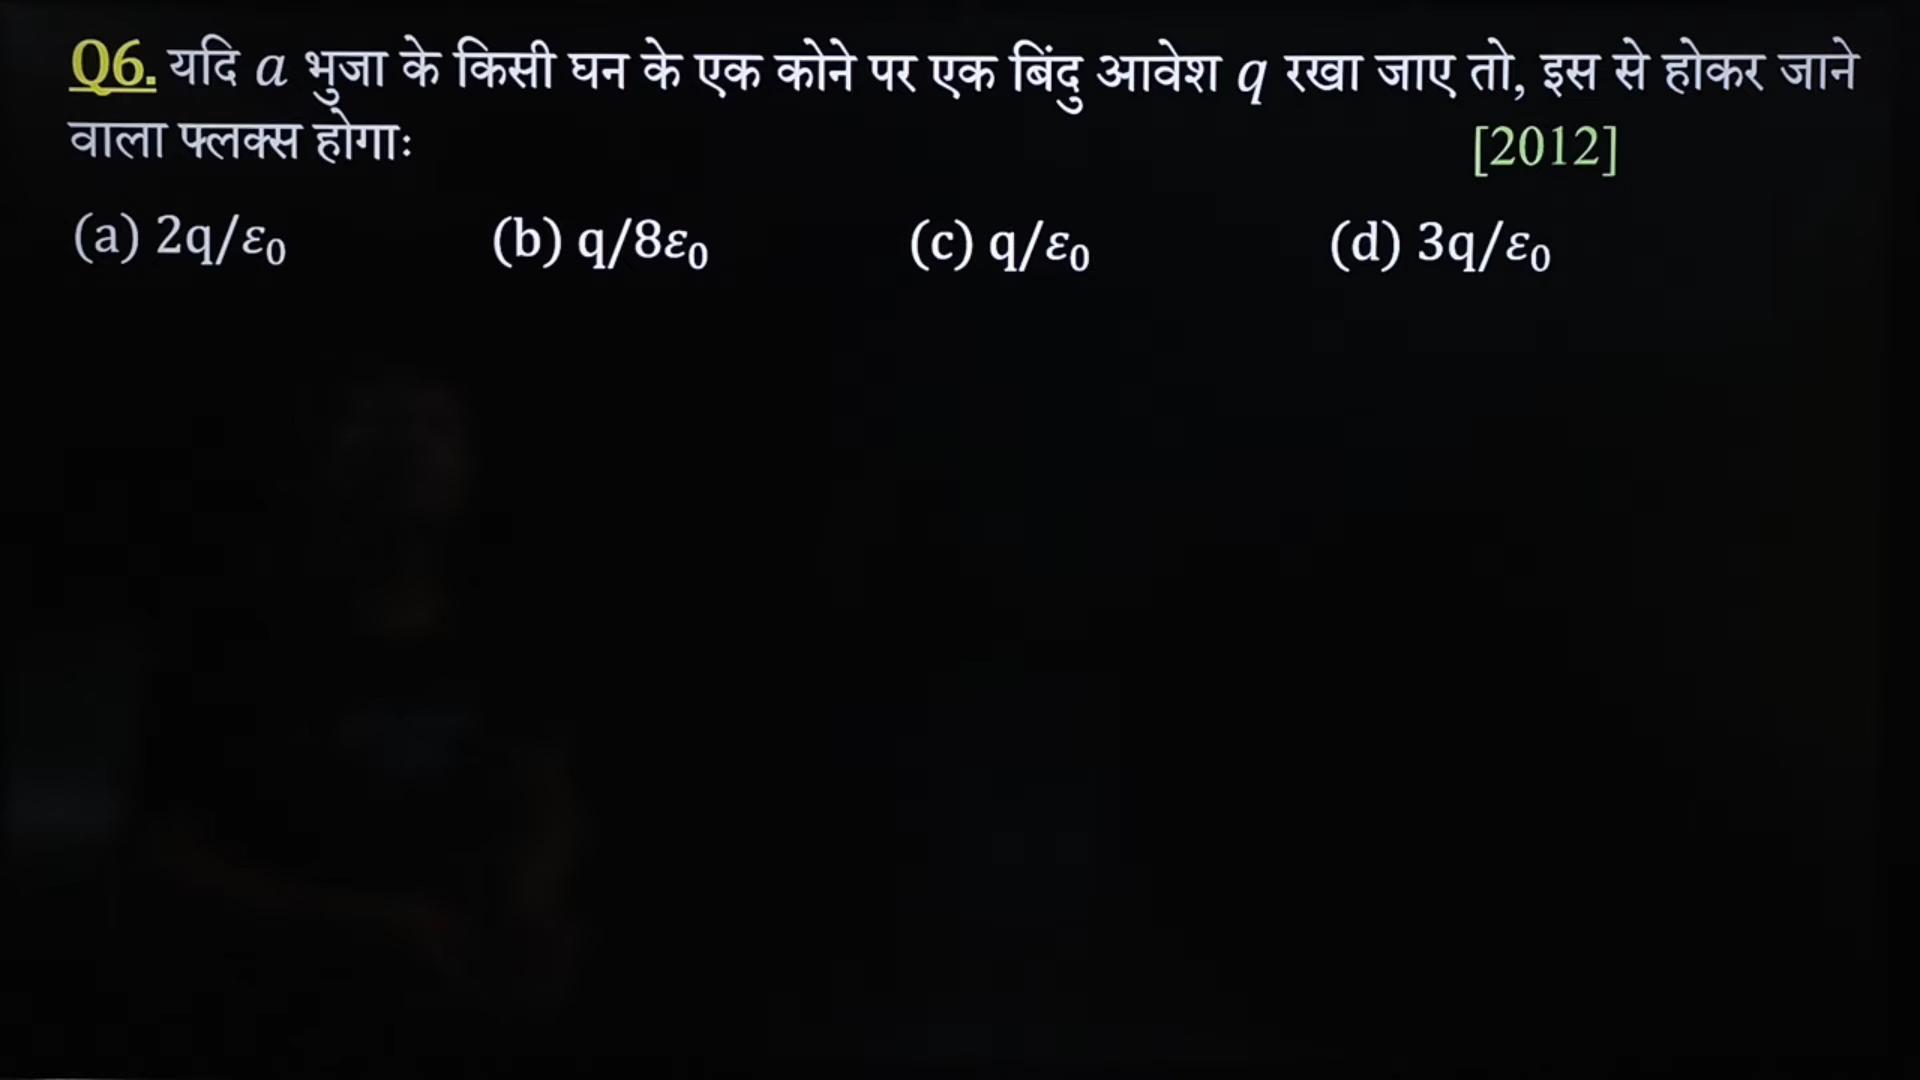 Q6. यदि a भुजा के किसी घन के एक कोने पर एक बिंदु आवेश q रखा जाए तो, इस से होकर जाने
वाला फ्लक्स होगाः [2012]
(a) 2q/ε₀ (b) q/8ε₀ (c) q/ε₀ (d) 3q/ε₀